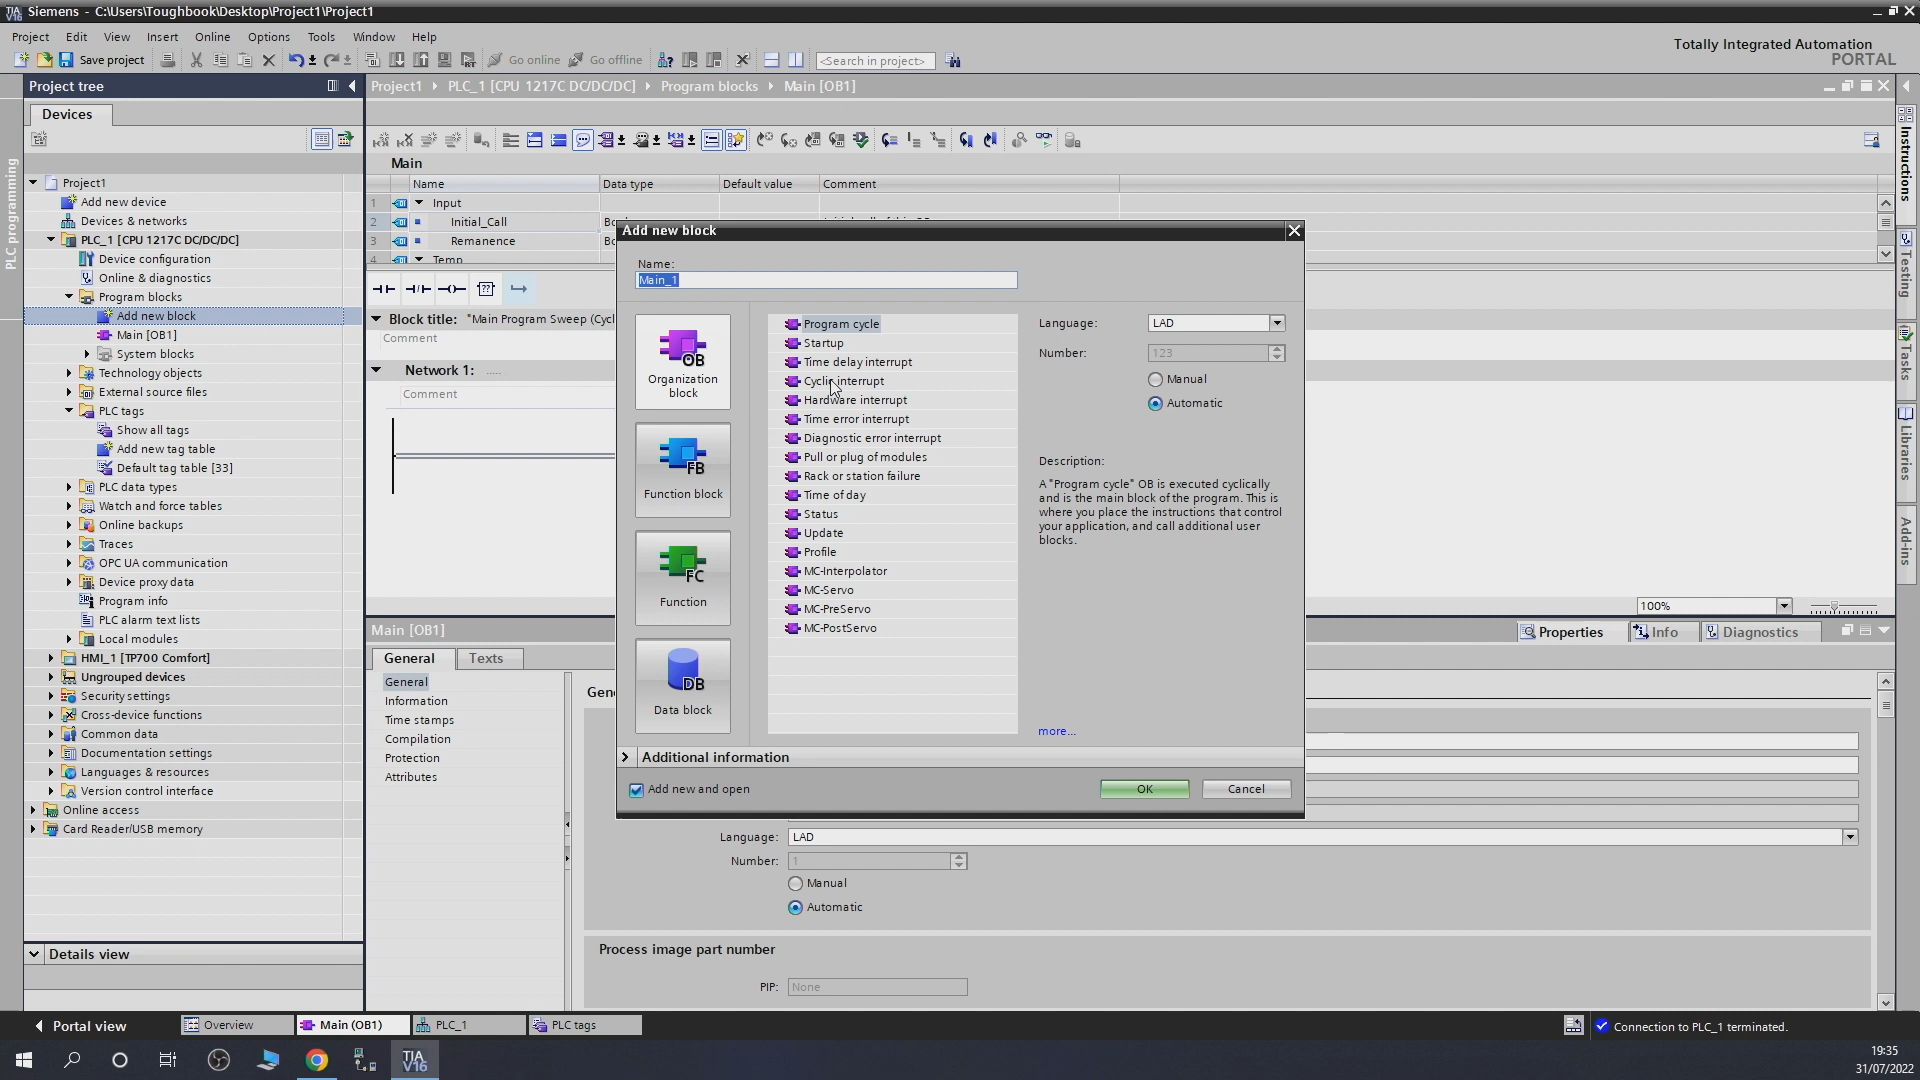 Siemens - C:\Users\Toughbook\Desktop\Project1\Project1
Project Edit View Insert Online Options Tools Window Help
Totally Integrated Automation
PORTAL
Save project
Go online
Go offline
<Search in project>
Project tree
Project1 PLC_1 [CPU 1217C DC/DC/DC] Program blocks Main [OB1]
Devices
PLC programming
Project1
Add new device
Devices & networks
PLC_1 [CPU 1217C DC/DC/DC]
Device configuration
Online & diagnostics
Program blocks
Add new block
Main [OB1]
System blocks
Technology objects
External source files
PLC tags
Show all tags
Add new tag table
Default tag table [33]
PLC data types
Watch and force tables
Online backups
Traces
OPC UA communication
Device proxy data
Program info
PLC alarm text lists
Local modules
HMI_1 [TP700 Comfort]
Ungrouped devices
Security settings
Cross-device functions
Common data
Documentation settings
Languages & resources
Version control interface
Online access
Card Reader/USB memory
Details view
Main
Name Data type Default value Comment
1 Input
2 Initial_Call
3 Remanence
4 Temp
Block title: "Main Program Sweep (Cycl
Comment
Network 1: .....
Comment
Add new block
Name:
Main_1
OB
Organization block
FB
Function block
FC
Function
DB
Data block
Program cycle
Startup
Time delay interrupt
Cyclic interrupt
Hardware interrupt
Time error interrupt
Diagnostic error interrupt
Pull or plug of modules
Rack or station failure
Time of day
Status
Update
Profile
MC-Interpolator
MC-Servo
MC-PreServo
MC-PostServo
Language: LAD
Number: 123
Manual
Automatic
Description:
A "Program cycle" OB is executed cyclically
and is the main block of the program. This is
where you place the instructions that control
your application, and call additional user
blocks.
more...
Additional information
Add new and open
OK
Cancel
100%
Main [OB1]
Properties
Info
Diagnostics
General
Texts
General
Information
Time stamps
Compilation
Protection
Attributes
Language: LAD
Number: 1
Manual
Automatic
Process image part number
PIP: None
Instructions
Testing
Tasks
Libraries
Add-ins
Portal view
Overview
Main (OB1)
PLC_1
PLC tags
Connection to PLC_1 terminated.
TIA
V16
19:35
31/07/2022